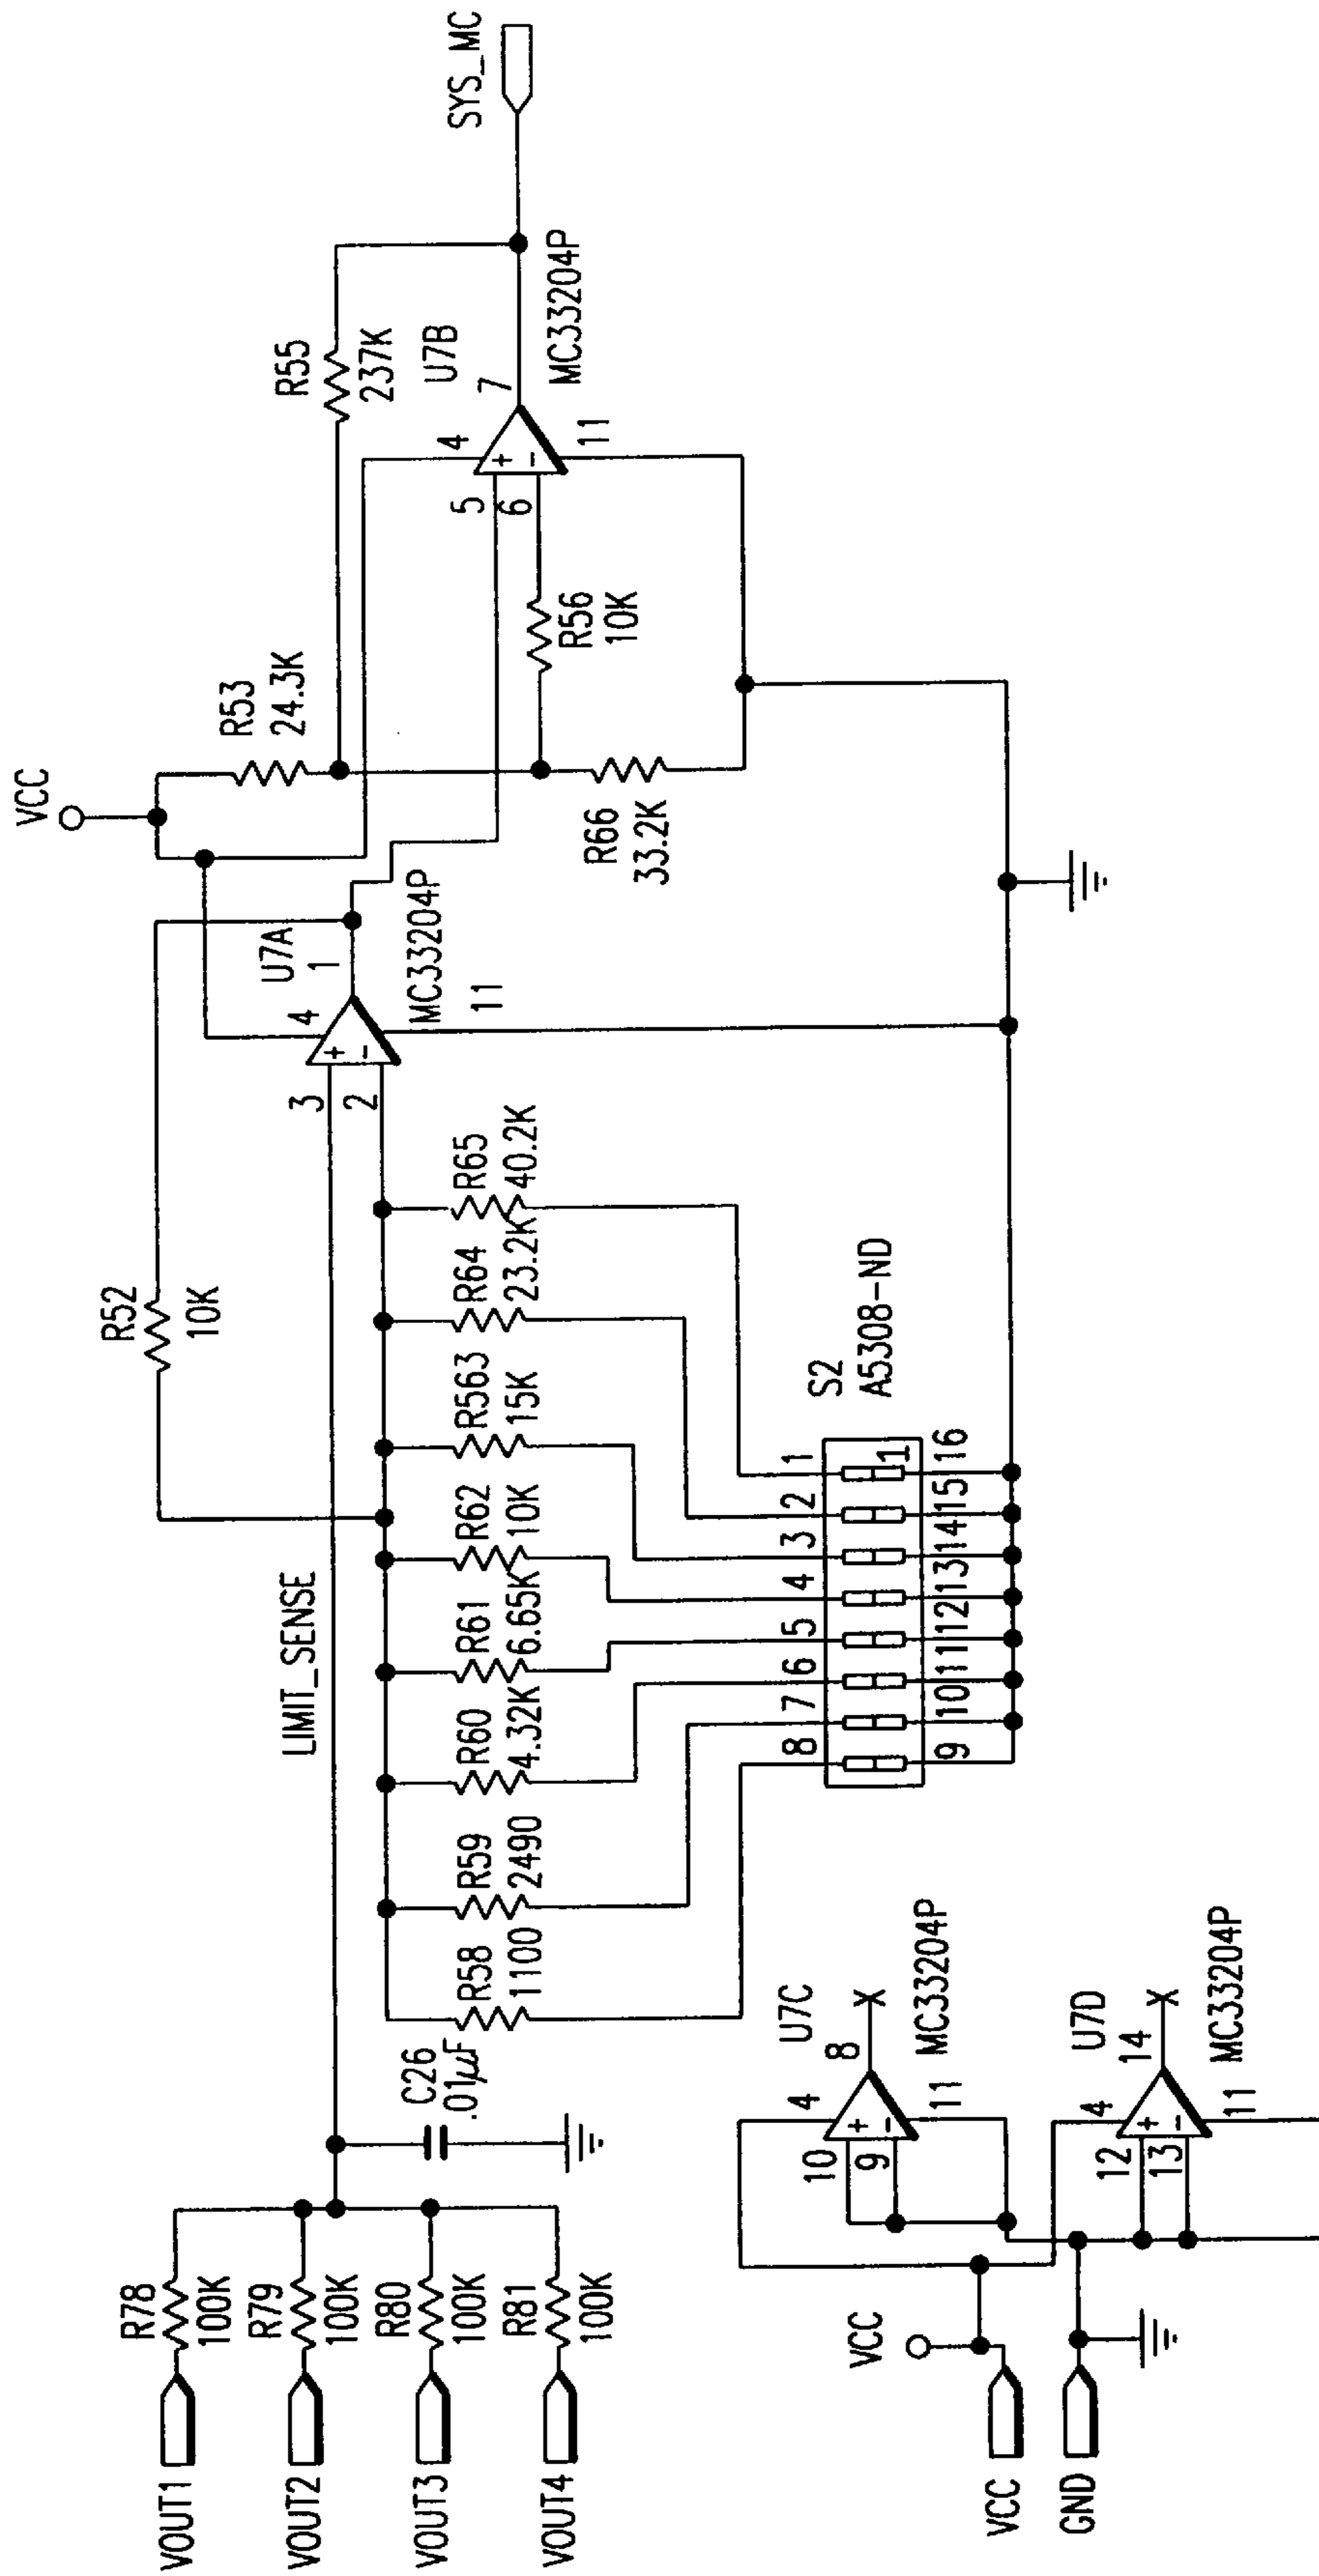 VOUT1
R78
100K
VOUT2
R79
100K
VOUT3
R80
100K
VOUT4
R81
100K
C26
.01µF
LIMIT_SENSE
R52
10K
R58
1100
R59
2490
R60
4.32K
R61
6.65K
R62
10K
R563
15K
R64
23.2K
R65
40.2K
3
2
+
-
4
U7A
1
MC33204P
11
8
7
6
5
4
3
2
1
1
9
10
11
12
13
14
15
16
S2
A5308-ND
VCC
R53
24.3K
R66
33.2K
R55
237K
R56
10K
5
6
+
-
4
U7B
7
MC33204P
11
SYS_MC
VCC
VCC
GND
10
9
+
-
4
U7C
8
11
MC33204P
12
13
+
-
4
U7D
14
11
MC33204P